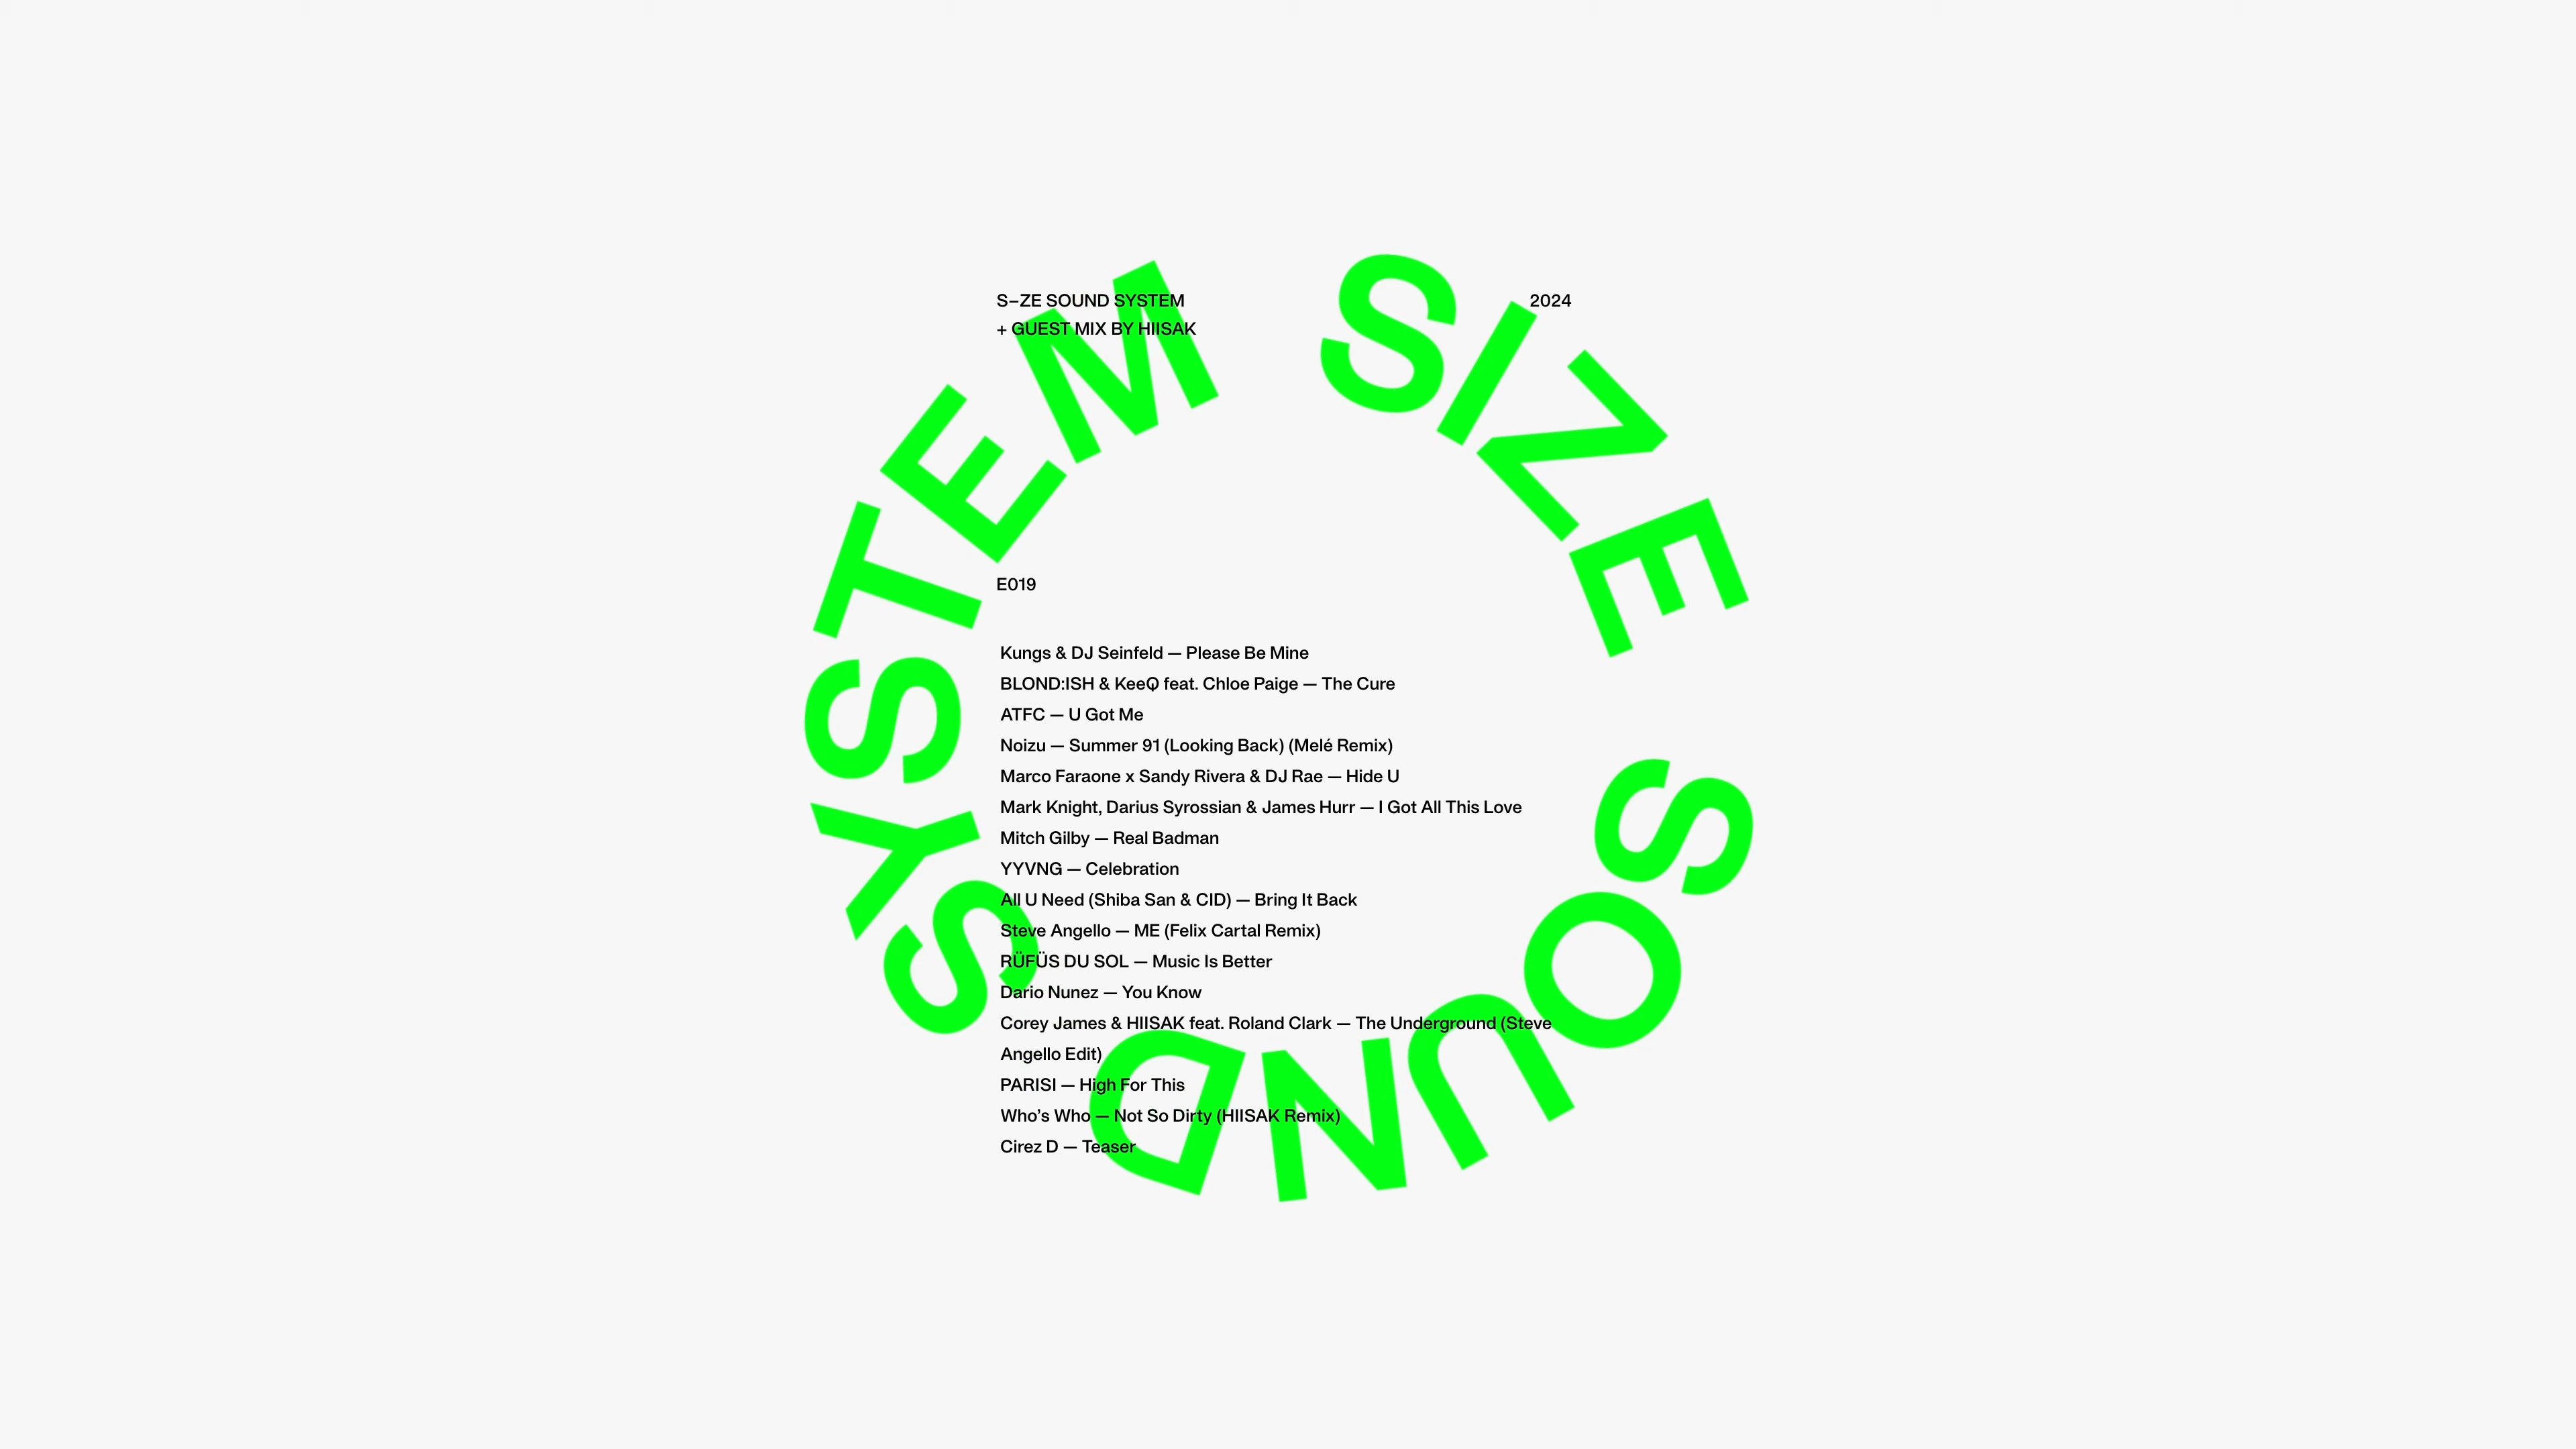 SIZE SOUND SYSTEM
S–ZE SOUND SYSTEM
2024
+ GUEST MIX BY HIISAK
E019
Kungs & DJ Seinfeld — Please Be Mine
BLOND:ISH & KeeQ feat. Chloe Paige — The Cure
ATFC — U Got Me
Noizu — Summer 91 (Looking Back) (Melé Remix)
Marco Faraone x Sandy Rivera & DJ Rae — Hide U
Mark Knight, Darius Syrossian & James Hurr — I Got All This Love
Mitch Gilby — Real Badman
YYVNG — Celebration
All U Need (Shiba San & CID) — Bring It Back
Steve Angello — ME (Felix Cartal Remix)
RÜFÜS DU SOL — Music Is Better
Dario Nunez — You Know
Corey James & HIISAK feat. Roland Clark — The Underground (Steve
Angello Edit)
PARISI — High For This
Who’s Who — Not So Dirty (HIISAK Remix)
Cirez D — Teaser